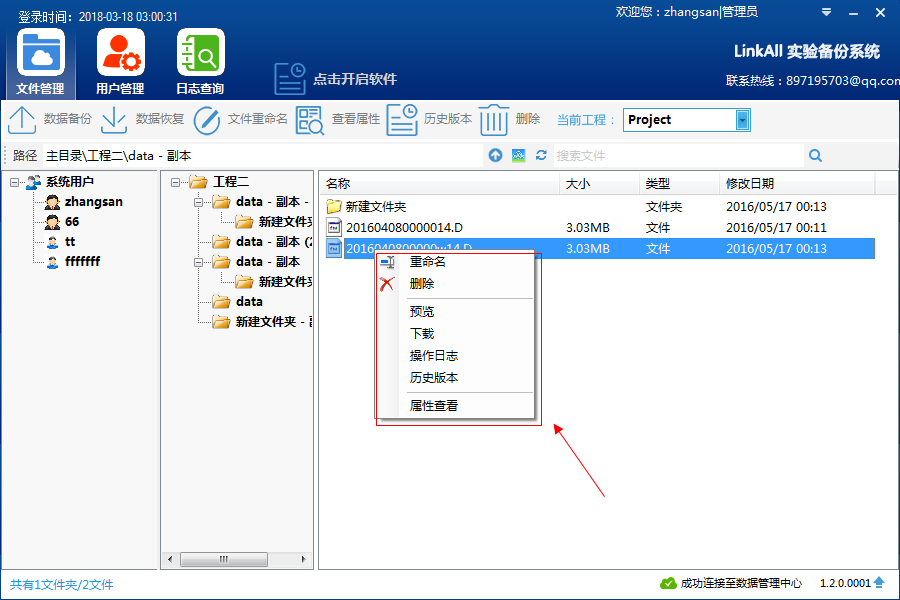 登录时间: 2018-03-18 03:00:31
欢迎您：zhangsan|管理员
文件管理
用户管理
日志查询
点击开启软件
LinkAll 实验备份系统
联系热线：897195703@qq.com
数据备份
数据恢复
文件重命名
查看属性
历史版本
删除
当前工程：
Project
路径 主目录\工程二\data - 副本
搜索文件
系统用户
zhangsan
66
tt
fffffff
工程二
data - 副本 -
新建文件夹
data - 副本 (2
data - 副本
新建文件夹
data
新建文件夹 - 副
名称 大小 类型 修改日期
新建文件夹 文件夹 2016/05/17 00:13
201604080000014.D 3.03MB 文件 2016/05/17 00:11
201604080000w14.D 3.03MB 文件 2016/05/17 00:13
重命名
删除
预览
下载
操作日志
历史版本
属性查看
共有1文件夹/2文件
成功连接至数据管理中心 1.2.0.0001